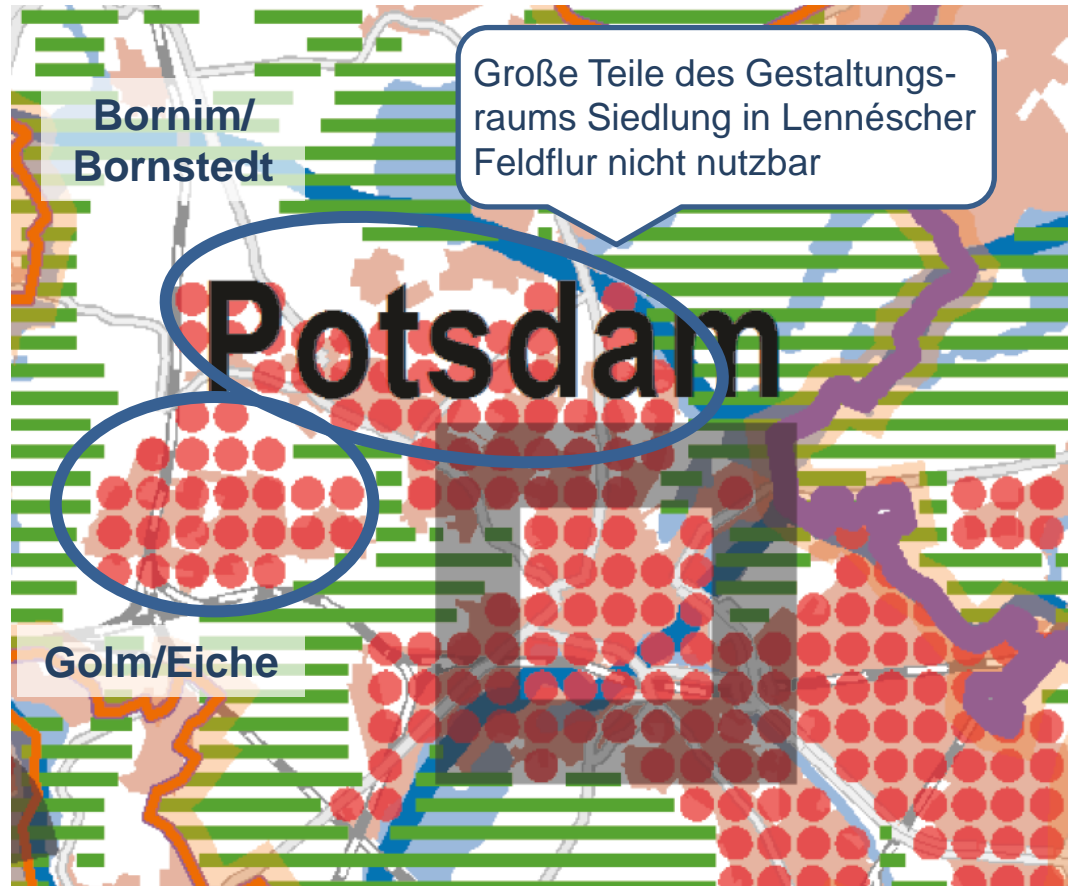 Große Teile des Gestaltungs-
raums Siedlung in Lennéscher
Feldflur nicht nutzbar
Bornim/
Bornstedt
Potsdam
Golm/Eiche